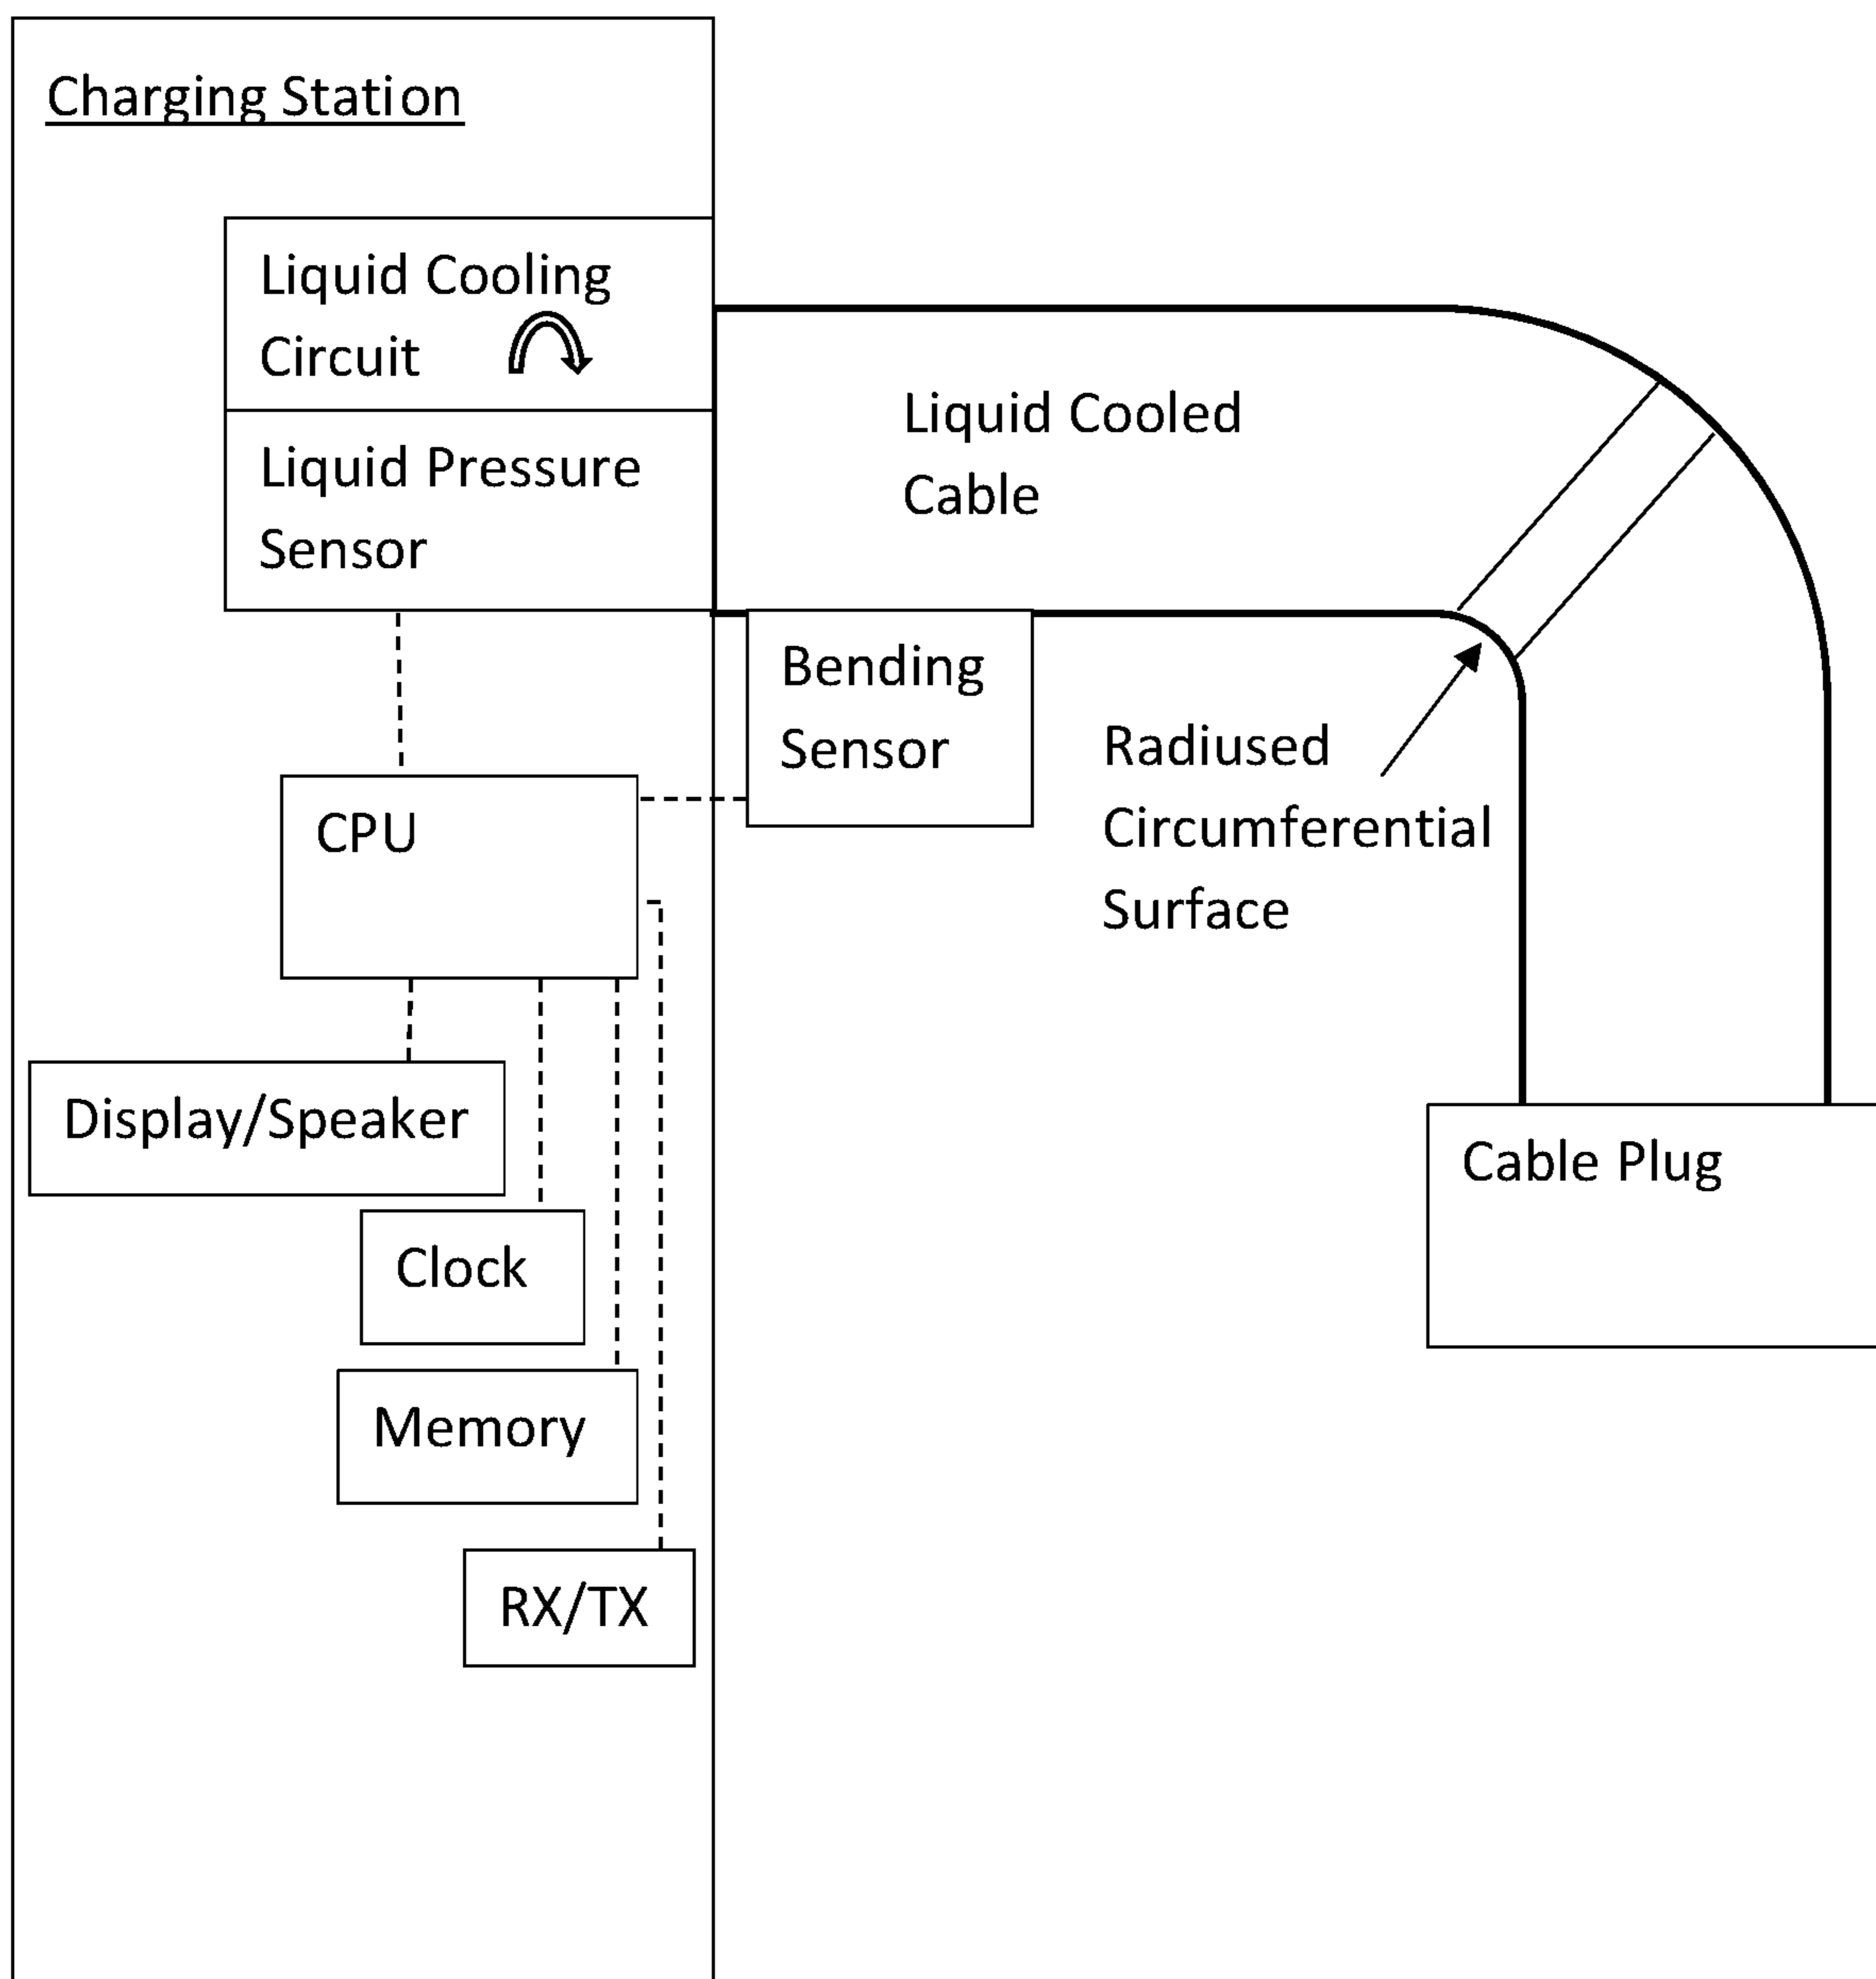 Charging Station
Liquid Cooling
Circuit
Liquid Pressure
Sensor
Liquid Cooled
Cable
Bending
Sensor
Radiused
Circumferential
Surface
CPU
Display/Speaker
Clock
Memory
RX/TX
Cable Plug